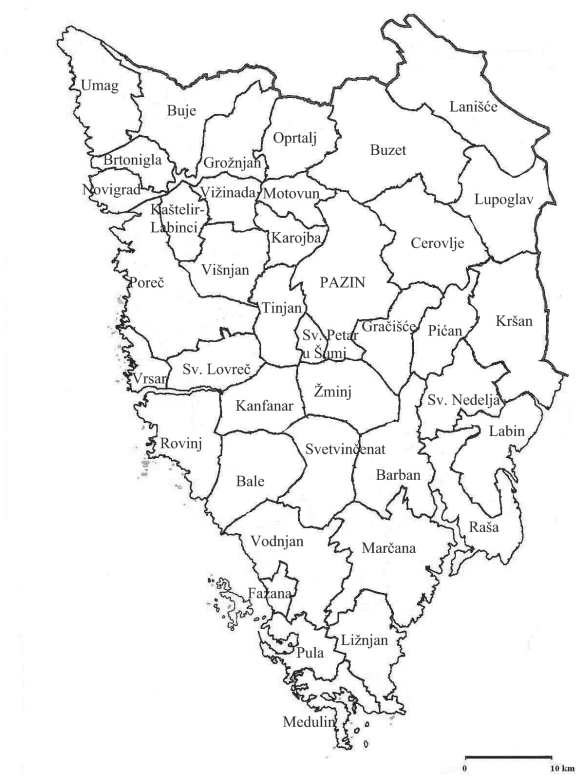 Umag
Buje
Lanišće
Oprtalj
Buzet
Brtonigla
Grožnjan
Novigrad
Vižinada
Motovun
Lupoglav
Kaštelir-
Labinci
Karojba
Cerovlje
Višnjan
Poreč
PAZIN
Tinjan
Kršan
Sv. Petar
u Šumi
Gračišće
Pićan
Sv. Lovreč
Vrsar
Žminj
Sv. Nedelja
Kanfanar
Labin
Rovinj
Svetvinčenat
Bale
Barban
Raša
Vodnjan
Marčana
Fažana
Ližnjan
Pula
Medulin
0 10 km